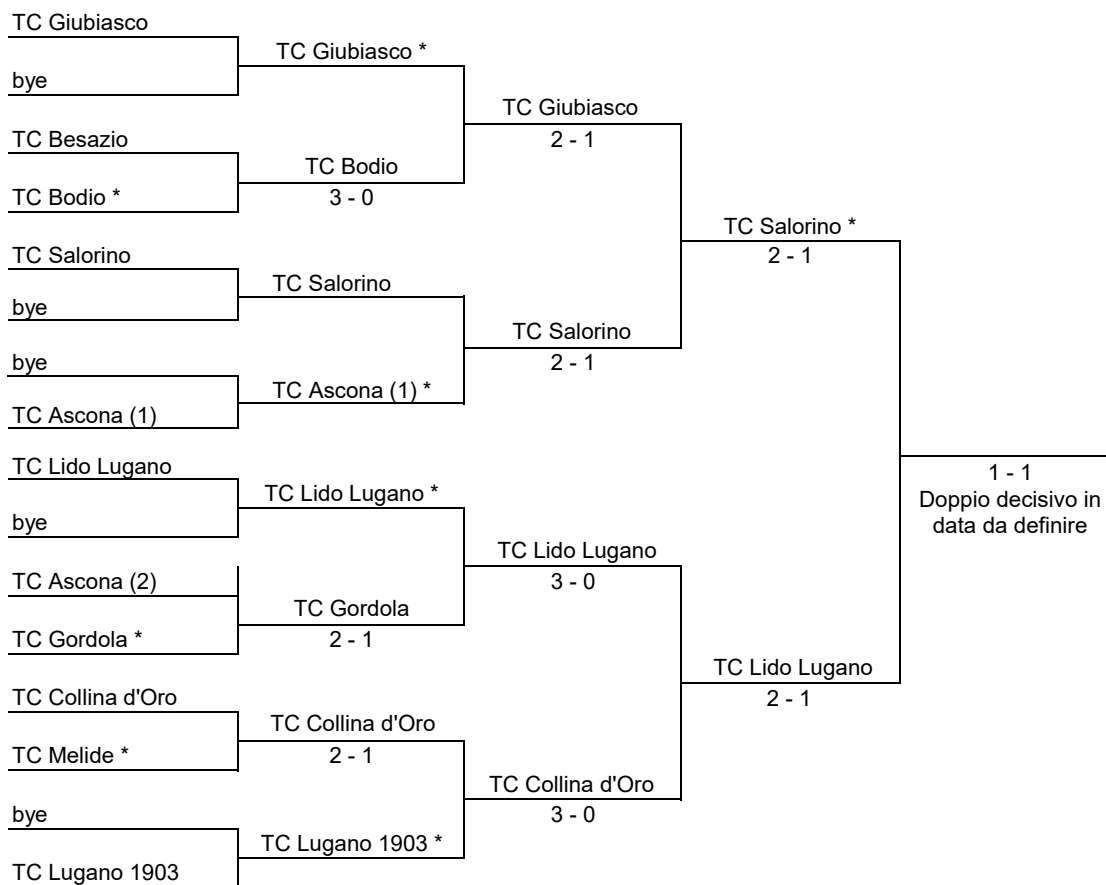 TC Giubiasco
TC Giubiasco *
bye
TC Giubiasco
2 - 1
TC Besazio
TC Bodio
3 - 0
TC Bodio *
TC Salorino *
2 - 1
TC Salorino
TC Salorino
bye
TC Salorino
2 - 1
bye
TC Ascona (1) *
TC Ascona (1)
1 - 1
Doppio decisivo in
data da definire
TC Lido Lugano
TC Lido Lugano *
bye
TC Lido Lugano
3 - 0
TC Ascona (2)
TC Gordola
2 - 1
TC Gordola *
TC Lido Lugano
2 - 1
TC Collina d'Oro
TC Collina d'Oro
2 - 1
TC Melide *
TC Collina d'Oro
3 - 0
bye
TC Lugano 1903 *
TC Lugano 1903